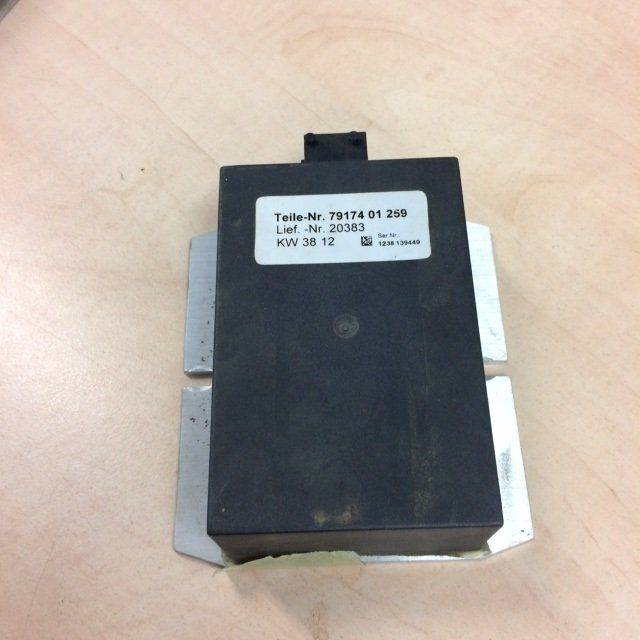 Teile-Nr. 79174 01 259
Lief. -Nr. 20383
KW 38 12
Ser Nr.
1238 139449